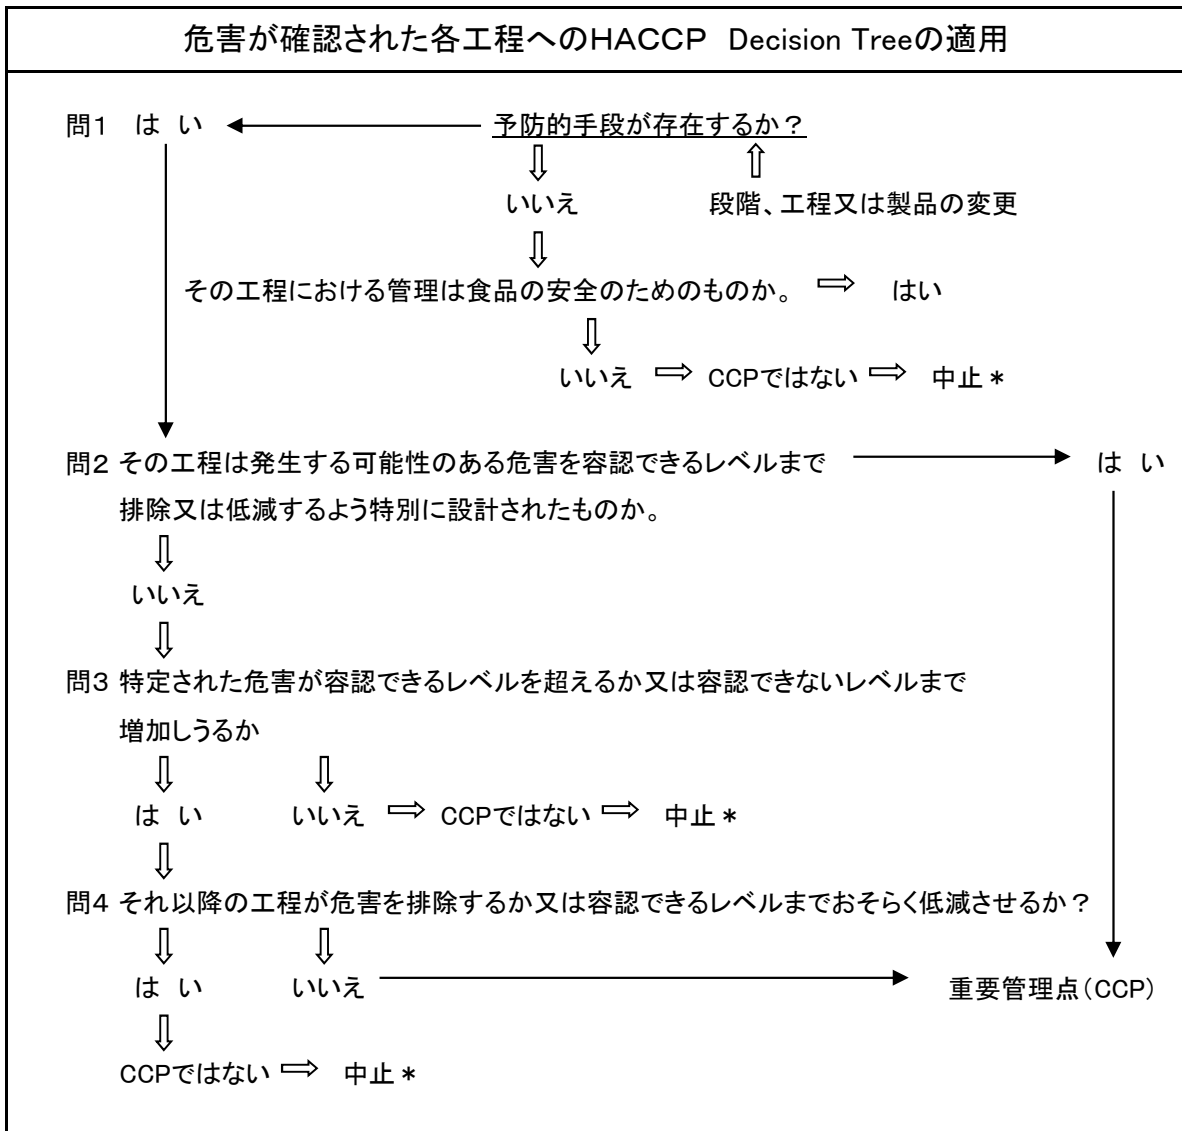 危害が確認された各工程へのHACCP Decision Treeの適用
問1 はい 予防的手段が存在するか？
いいえ 段階、工程又は製品の変更
その工程における管理は食品の安全のためのものか。 はい
いいえ CCPではない 中止＊
問2 その工程は発生する可能性のある危害を容認できるレベルまで はい
排除又は低減するよう特別に設計されたものか。
いいえ
問3 特定された危害が容認できるレベルを超えるか又は容認できないレベルまで
増加しうるか
はい いいえ CCPではない 中止＊
問4 それ以降の工程が危害を排除するか又は容認できるレベルまでおそらく低減させるか？
はい いいえ 重要管理点（CCP）
CCPではない 中止＊